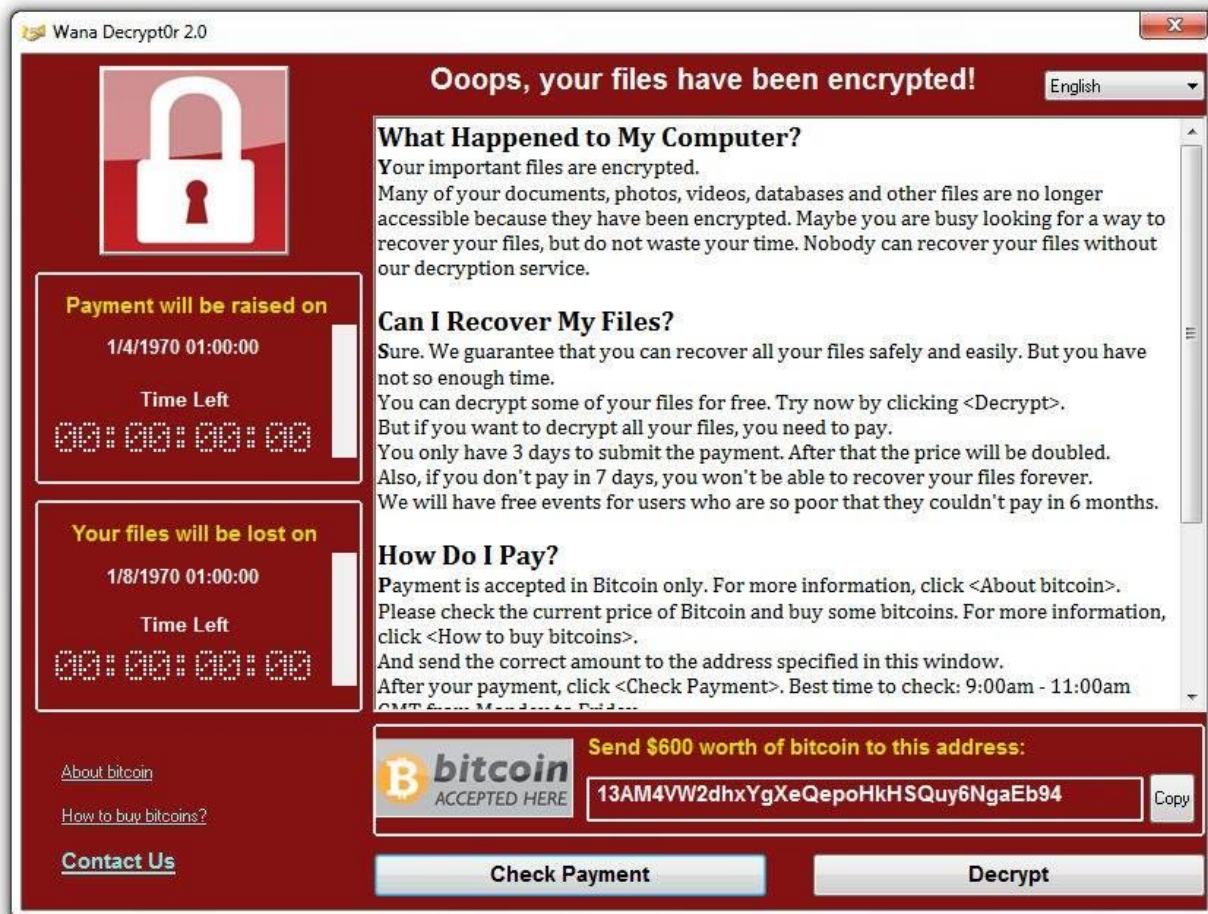 Wana Decrypt0r 2.0
Ooops, your files have been encrypted!
English
Payment will be raised on
1/4/1970 01:00:00
Time Left
00:00:00:00
Your files will be lost on
1/8/1970 01:00:00
Time Left
00:00:00:00
About bitcoin
How to buy bitcoins?
Contact Us
What Happened to My Computer?
Your important files are encrypted.
Many of your documents, photos, videos, databases and other files are no longer
accessible because they have been encrypted. Maybe you are busy looking for a way to
recover your files, but do not waste your time. Nobody can recover your files without
our decryption service.
Can I Recover My Files?
Sure. We guarantee that you can recover all your files safely and easily. But you have
not so enough time.
You can decrypt some of your files for free. Try now by clicking <Decrypt>.
But if you want to decrypt all your files, you need to pay.
You only have 3 days to submit the payment. After that the price will be doubled.
Also, if you don't pay in 7 days, you won't be able to recover your files forever.
We will have free events for users who are so poor that they couldn't pay in 6 months.
How Do I Pay?
Payment is accepted in Bitcoin only. For more information, click <About bitcoin>.
Please check the current price of Bitcoin and buy some bitcoins. For more information,
click <How to buy bitcoins>.
And send the correct amount to the address specified in this window.
After your payment, click <Check Payment>. Best time to check: 9:00am - 11:00am
GMT from Monday to Friday
bitcoin
ACCEPTED HERE
Send $600 worth of bitcoin to this address:
13AM4VW2dhxYgXeQepoHkHSQuy6NgaEb94
Copy
Check Payment
Decrypt